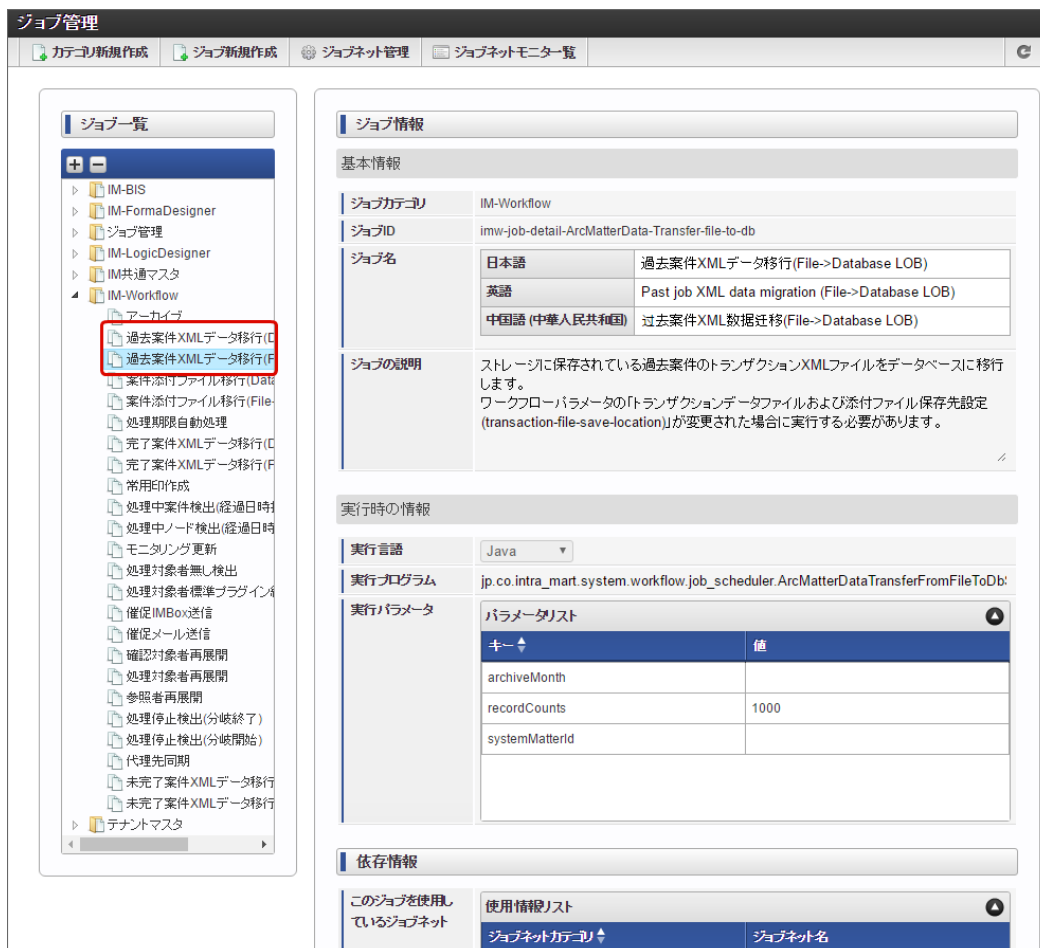 ジョブ管理
カテゴリ新規作成 ジョブ新規作成 ジョブネット管理 ジョブネットモニター覧
ジョブ一覧
IM-BIS
IM-FormaDesigner
ジョブ管理
IM-LogicDesigner
IM共通マスタ
IM-Workflow
アーカイブ
過去案件XMLデータ移行(D
過去案件XMLデータ移行(F
案件添付ファイル移行(Data
案件添付ファイル移行(File-
処理期限自動処理
完了案件XMLデータ移行(D
完了案件XMLデータ移行(F
常用印作成
処理中案件検出(経過日時
処理中ノード検出(経過日時
モニタリング更新
処理対象者無し検出
処理対象者標準プラグイン
催促IMBox送信
催促メール送信
確認対象者再展開
処理対象者再展開
参照者再展開
処理停止検出(分岐終了)
処理停止検出(分岐開始)
代理先同期
未完了案件XMLデータ移行
未完了案件XMLデータ移行
テナントマスタ
ジョブ情報
基本情報
ジョブカテゴリ IM-Workflow
ジョブID imw-job-detail-ArcMatterData-Transfer-file-to-db
ジョブ名 日本語 過去案件XMLデータ移行(File->Database LOB)
英語 Past job XML data migration (File->Database LOB)
中国語 (中華人民共和国) 过去案件XML数据迁移(File->Database LOB)
ジョブの説明 ストレージに保存されている過去案件のトランザクションXMLファイルをデータベースに移行
します。
ワークフローパラメータの「トランザクションデータファイルおよび添付ファイル保存先設定
(transaction-file-save-location)」が変更された場合に実行する必要があります。
実行時の情報
実行言語 Java
実行プログラム jp.co.intra_mart.system.workflow.job_scheduler.ArcMatterDataTransferFromFileToDb
実行パラメータ パラメータリスト
キー 値
archiveMonth
recordCounts 1000
systemMatterId
依存情報
このジョブを使用し
ているジョブネット
使用情報リスト
ジョブネットカテゴリ ジョブネット名